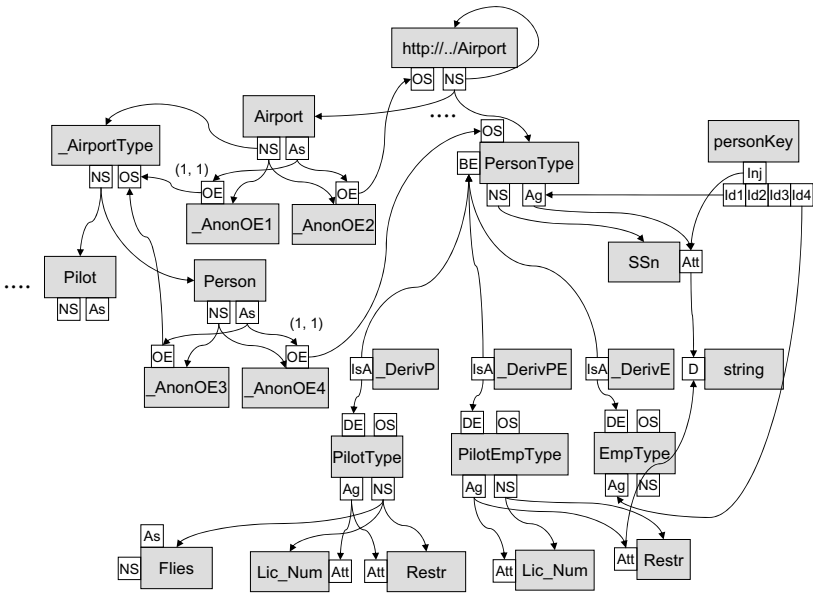 http://../Airport
OS NS
Airport
NS As
....
_AirportType
NS OS
(1, 1)
OE
_AnonOE1
OE
_AnonOE2
OS
BE
PersonType
NS Ag
personKey
Inj
Id1 Id2 Id3 Id4
SSn
Att
....
Pilot
NS As
Person
NS As
(1, 1)
OE
_AnonOE3
OE
_AnonOE4
IsA
_DerivP
IsA
_DerivPE
IsA
_DerivE
D
string
DE OS
PilotType
Ag NS
DE OS
PilotEmpType
Ag NS
DE OS
EmpType
Ag NS
As
NS
Flies
Lic_Num
Att
Att
Restr
Att
Lic_Num
Att
Restr